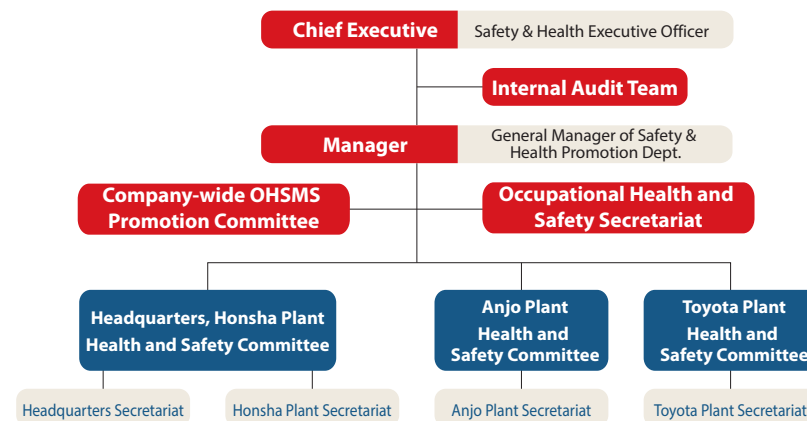 Chief Executive
Safety & Health Executive Officer
Internal Audit Team
Manager
General Manager of Safety &
Health Promotion Dept.
Company-wide OHSMS
Promotion Committee
Occupational Health and
Safety Secretariat
Headquarters, Honsha Plant
Health and Safety Committee
Anjo Plant
Health and
Safety Committee
Toyota Plant
Health and
Safety Committee
Headquarters Secretariat
Honsha Plant Secretariat
Anjo Plant Secretariat
Toyota Plant Secretariat